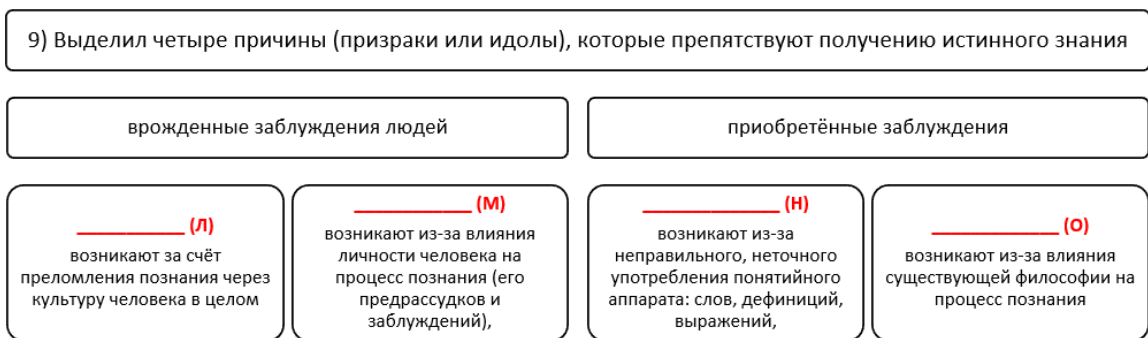 9) Выделил четыре причины (призраки или идолы), которые препятствуют получению истинного знания
врожденные заблуждения людей
приобретённые заблуждения
___________ (Л)
возникают за счёт
преломления познания через
культуру человека в целом
____________ (М)
возникают из-за влияния
личности человека на
процесс познания (его
предрассудков и
заблуждений),
______________ (Н)
возникают из-за
неправильного, неточного
употребления понятийного
аппарата: слов, дефиниций,
выражений,
_____________ (О)
возникают из-за влияния
существующей философии на
процесс познания